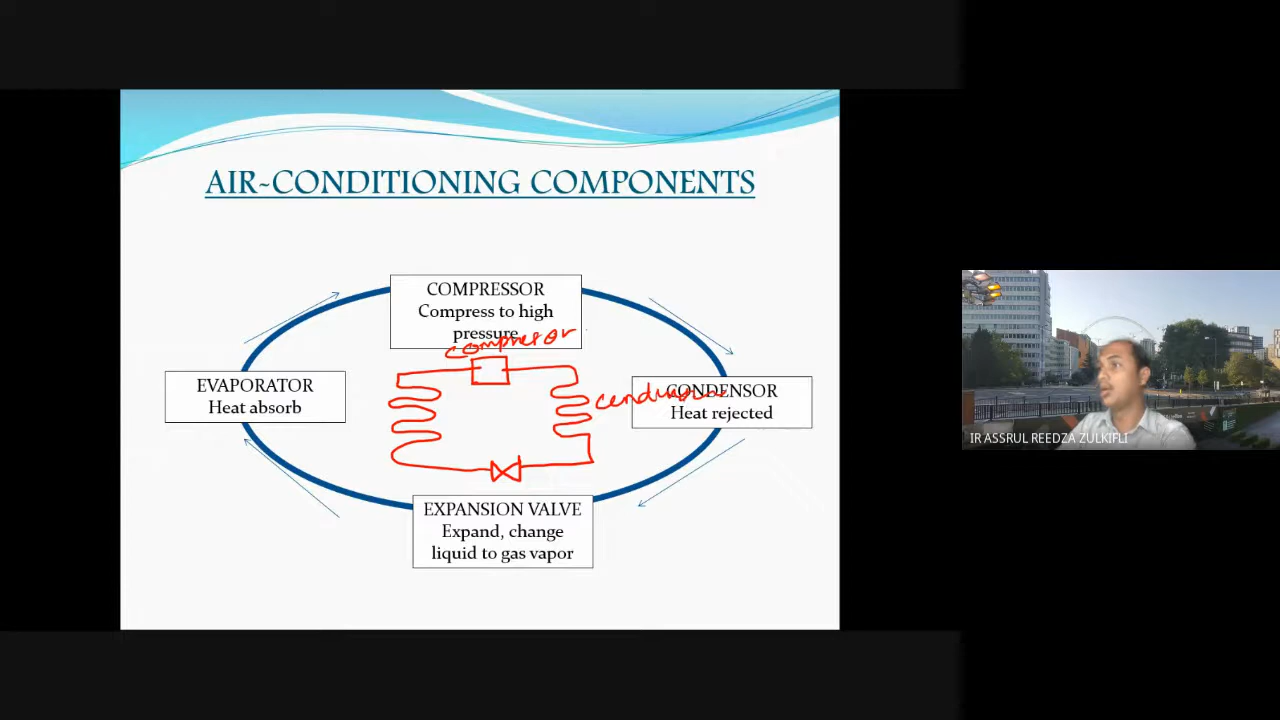 AIR-CONDITIONING COMPONENTS
COMPRESSOR
Compress to high
pressure
compresor
EVAPORATOR
Heat absorb
CONDENSOR
Heat rejected
EXPANSION VALVE
Expand, change
liquid to gas vapor
IR ASSRUL REEDZA ZULKIFLI